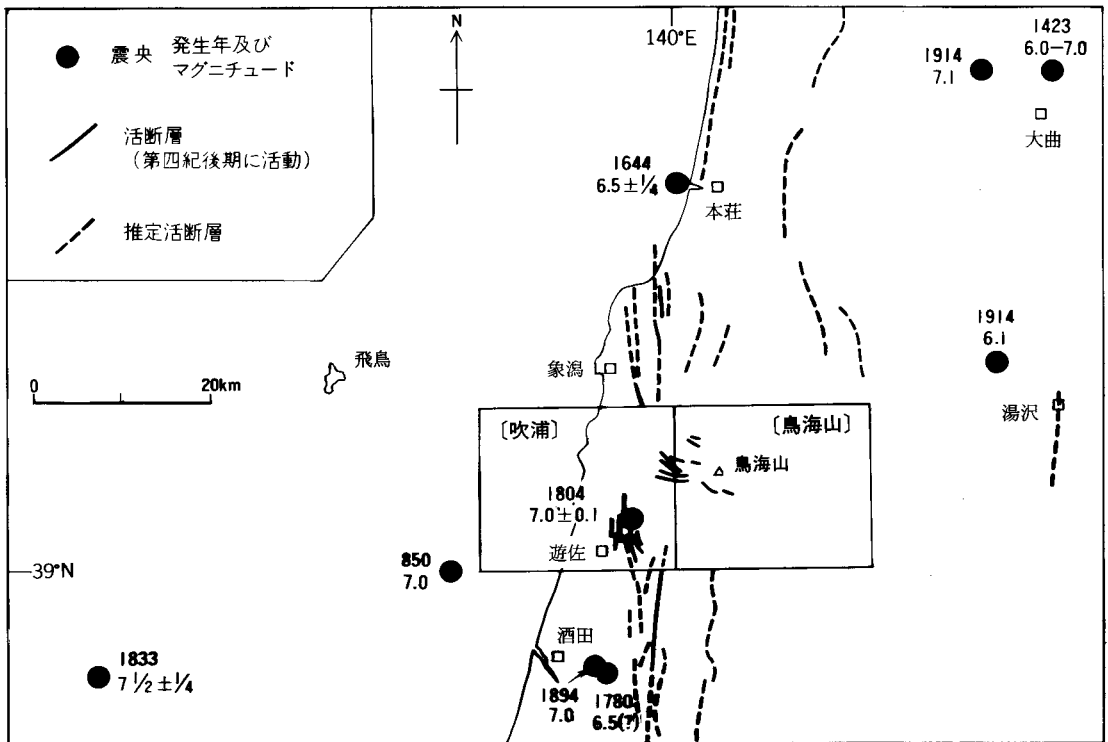 震央 発生年及び
マグニチュード
活断層
(第四紀後期に活動)
推定活断層
N
140°E
1423
6.0-7.0
1914
7.1
大曲
1644
6.5±1/4
本荘
飛鳥
0 20km
象潟
1914
6.1
湯沢
〔吹浦〕
〔鳥海山〕
鳥海山
1804
7.0±0.1
遊佐
850
7.0
39°N
酒田
1833
7 1/2 ±1/4
1894
7.0
1780
6.5(?)